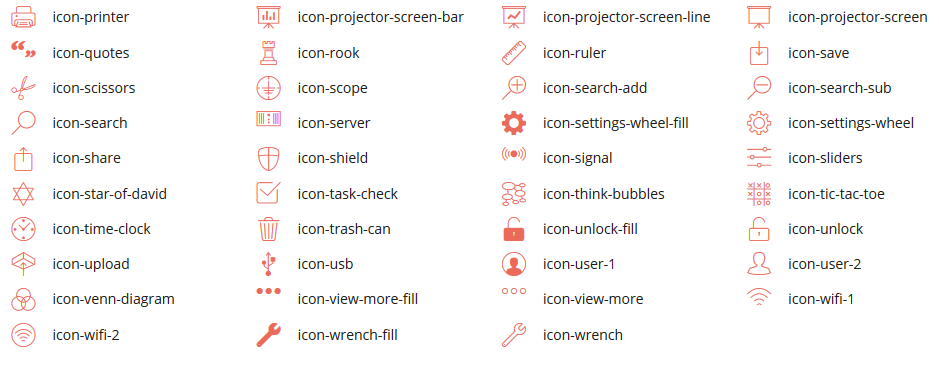 icon-printer icon-projector-screen-bar icon-projector-screen-line icon-projector-screen
icon-quotes icon-rook icon-ruler icon-save
icon-scissors icon-scope icon-search-add icon-search-sub
icon-search icon-server icon-settings-wheel-fill icon-settings-wheel
icon-share icon-shield icon-signal icon-sliders
icon-star-of-david icon-task-check icon-think-bubbles icon-tic-tac-toe
icon-time-clock icon-trash-can icon-unlock-fill icon-unlock
icon-upload icon-usb icon-user-1 icon-user-2
icon-venn-diagram icon-view-more-fill icon-view-more icon-wifi-1
icon-wifi-2 icon-wrench-fill icon-wrench